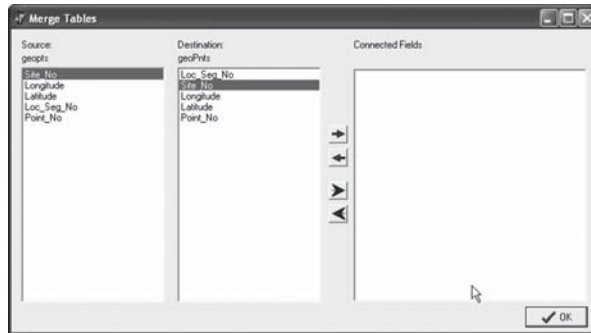 Merge Tables
Source:
geopts
Site_No
Longitude
Latitude
Loc_Seg_No
Point_No
Destination:
geoPnts
Loc_Seg_No
Site_No
Longitude
Latitude
Point_No
Connected Fields
OK